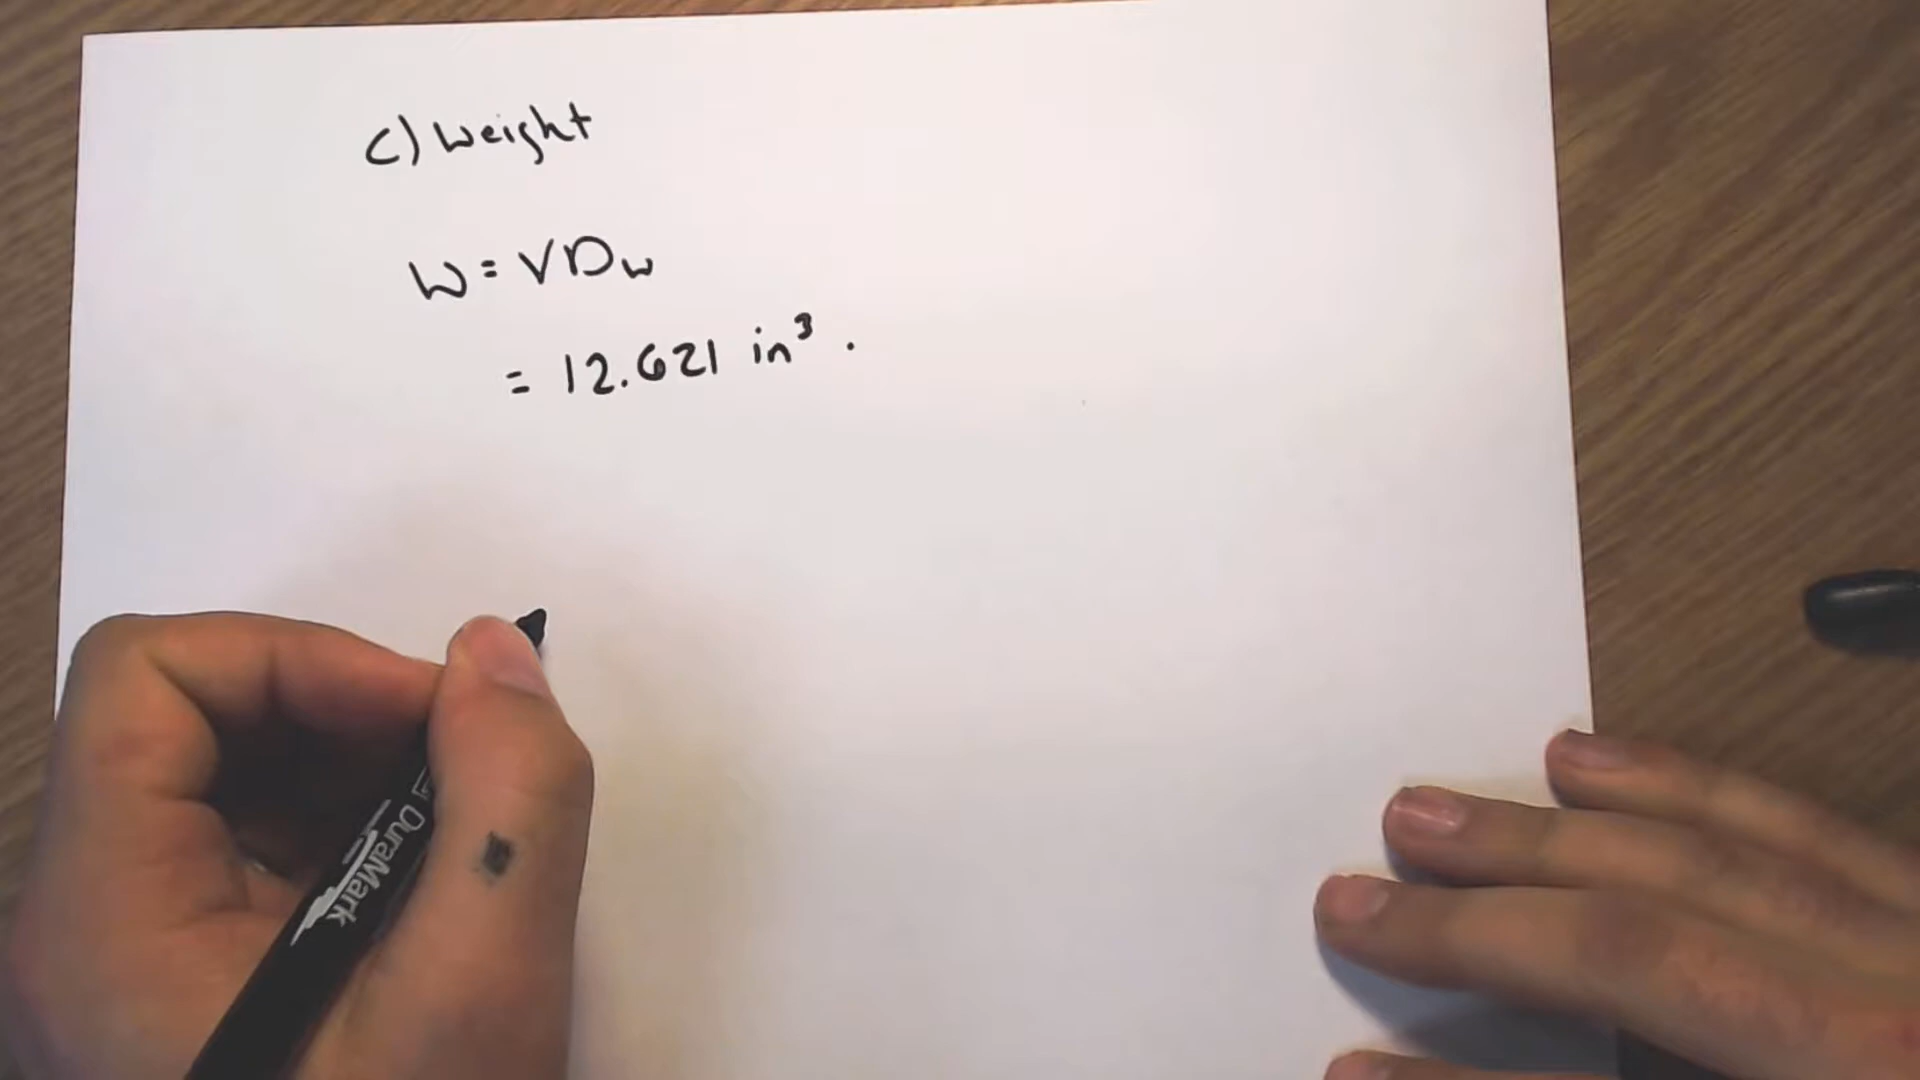 C) Weight
W = VDw
= 12.621 in³ .
DuraMark